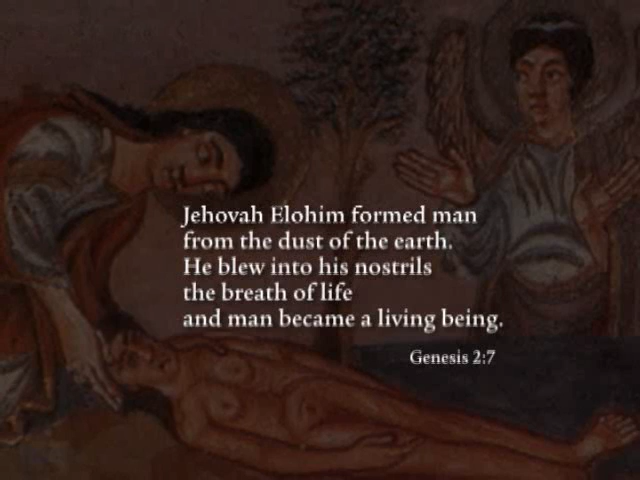 Jehovah Elohim formed man
from the dust of the earth.
He blew into his nostrils
the breath of life
and man became a living being.
Genesis 2:7